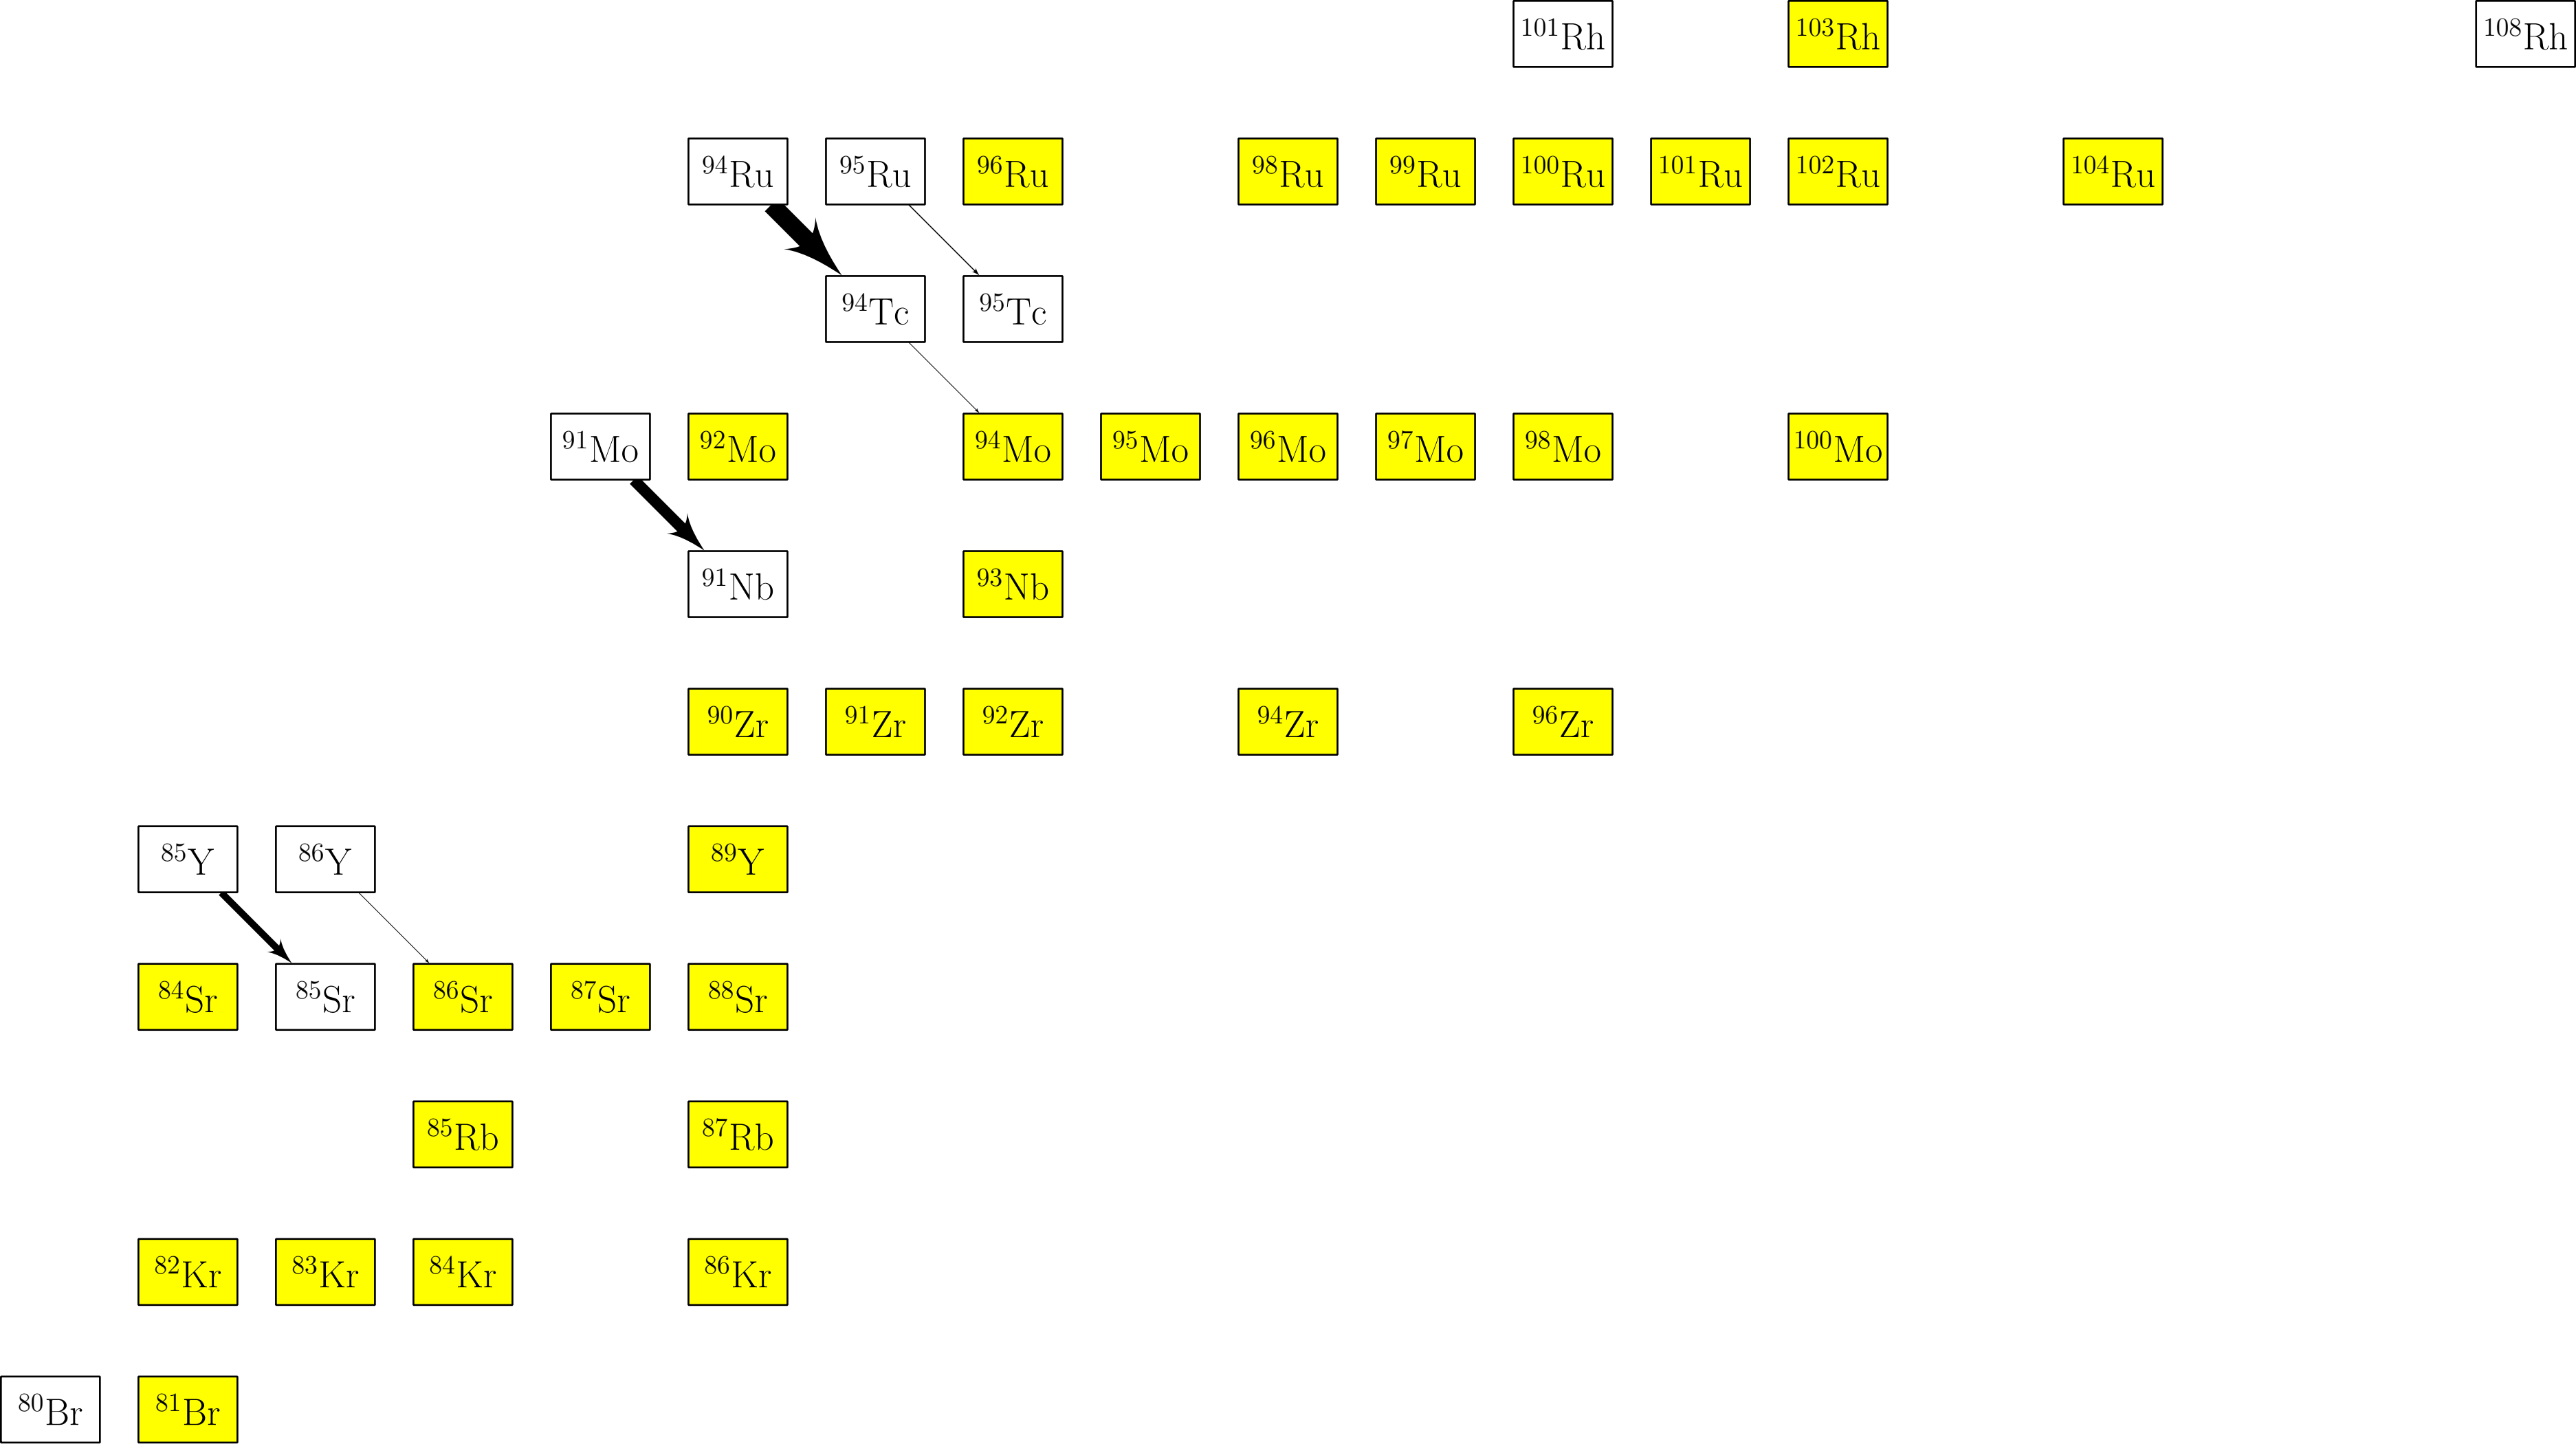 ¹⁰¹Rh ¹⁰³Rh ¹⁰⁸Rh
⁹⁴Ru ⁹⁵Ru ⁹⁶Ru ⁹⁸Ru ⁹⁹Ru ¹⁰⁰Ru ¹⁰¹Ru ¹⁰²Ru ¹⁰⁴Ru
⁹⁴Tc ⁹⁵Tc
⁹¹Mo ⁹²Mo ⁹⁴Mo ⁹⁵Mo ⁹⁶Mo ⁹⁷Mo ⁹⁸Mo ¹⁰⁰Mo
⁹¹Nb ⁹³Nb
⁹⁰Zr ⁹¹Zr ⁹²Zr ⁹⁴Zr ⁹⁶Zr
⁸⁵Y ⁸⁶Y ⁸⁹Y
⁸⁴Sr ⁸⁵Sr ⁸⁶Sr ⁸⁷Sr ⁸⁸Sr
⁸⁵Rb ⁸⁷Rb
⁸²Kr ⁸³Kr ⁸⁴Kr ⁸⁶Kr
⁸⁰Br ⁸¹Br